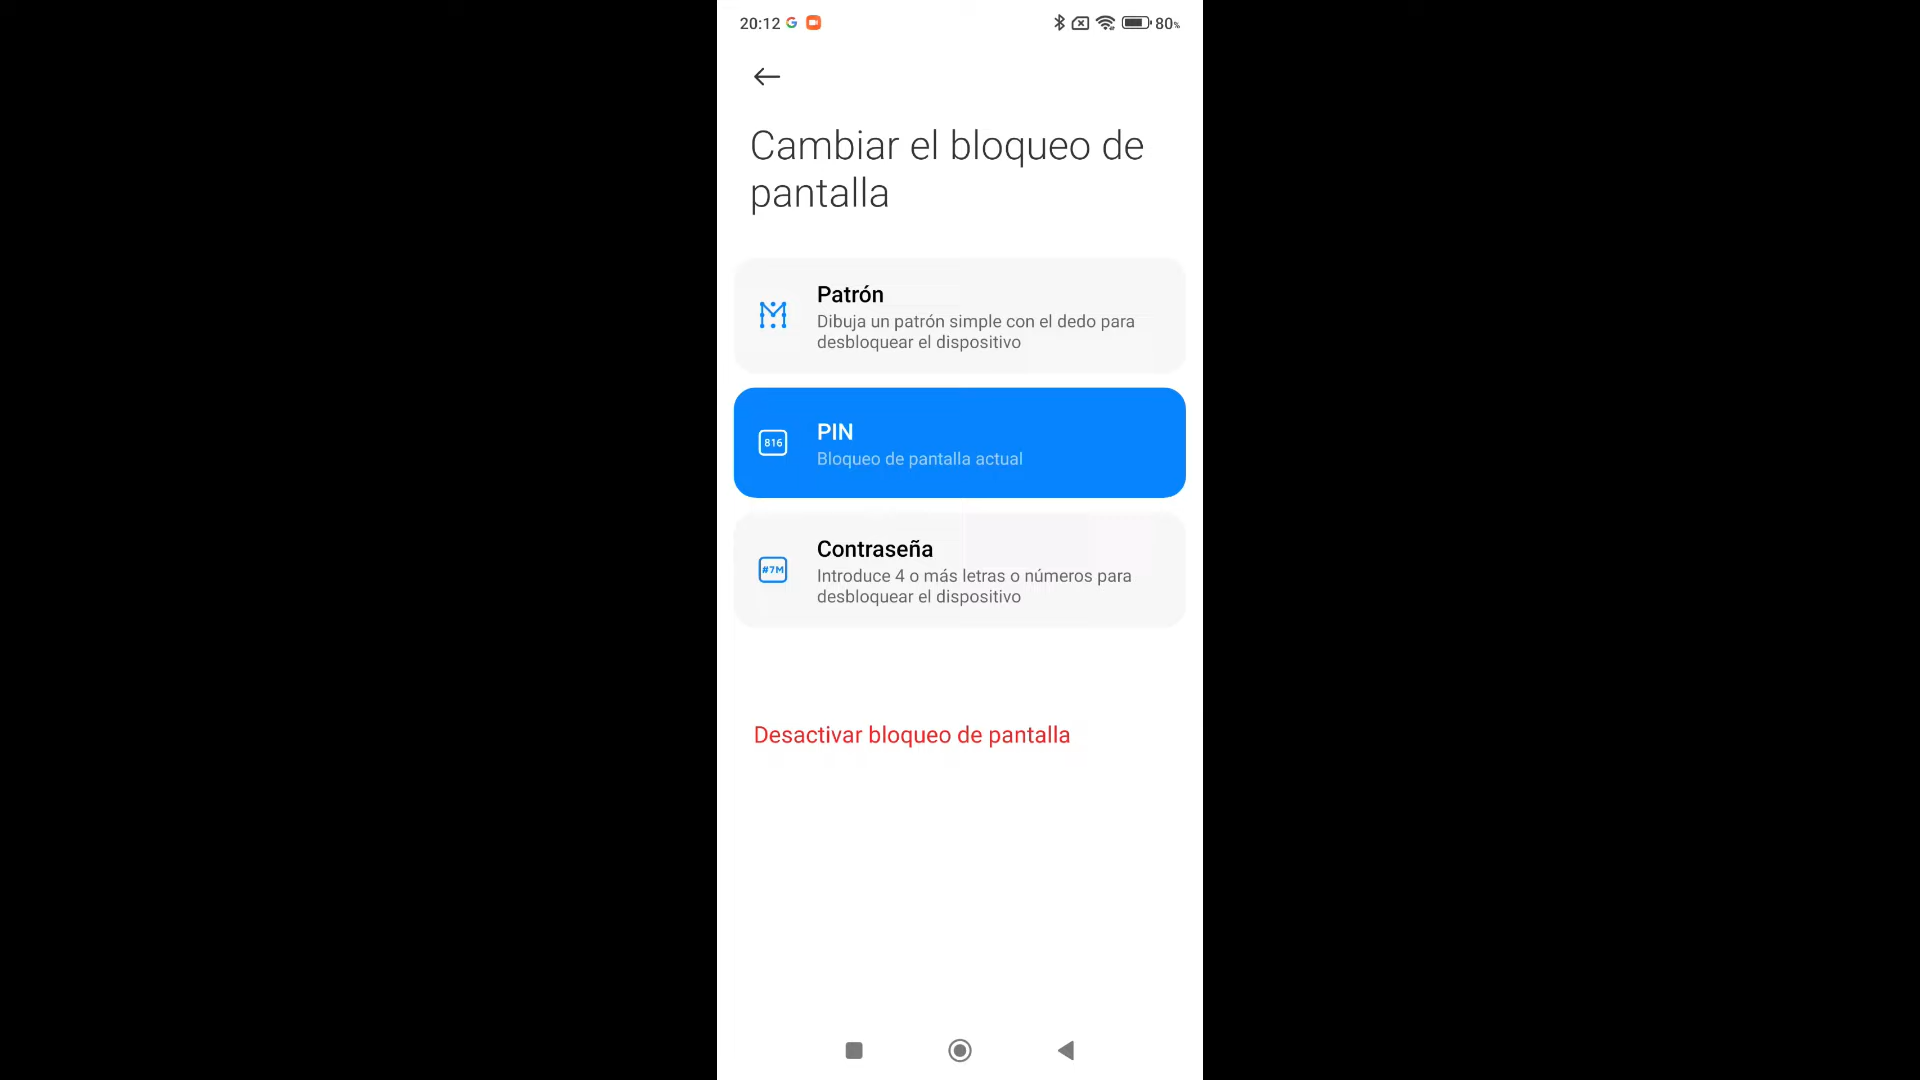 20:12 G 80%
Cambiar el bloqueo de
pantalla
Patrón
Dibuja un patrón simple con el dedo para
desbloquear el dispositivo
816
PIN
Bloqueo de pantalla actual
#7M
Contraseña
Introduce 4 o más letras o números para
desbloquear el dispositivo
Desactivar bloqueo de pantalla